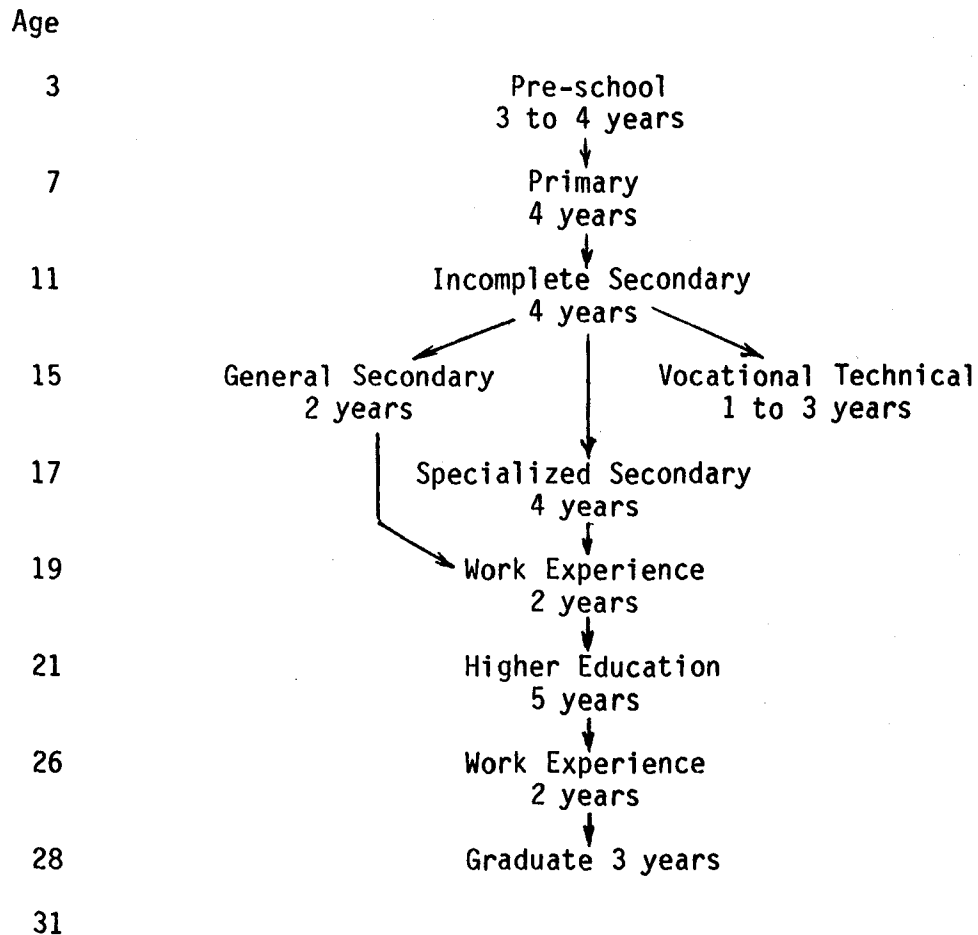 Age
3 Pre-school
3 to 4 years
7 Primary
4 years
11 Incomplete Secondary
4 years
15 General Secondary Vocational Technical
2 years 1 to 3 years
17 Specialized Secondary
4 years
19 Work Experience
2 years
21 Higher Education
5 years
26 Work Experience
2 years
28 Graduate 3 years
31